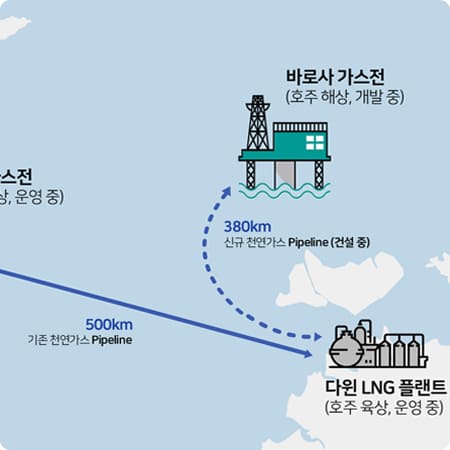 바로사 가스전
(호주 해상, 개발 중)
스전
상, 운영 중)
380km
신규 천연가스 Pipeline (건설 중)
500km
기존 천연가스 Pipeline
다윈 LNG 플랜트
(호주 육상, 운영 중)